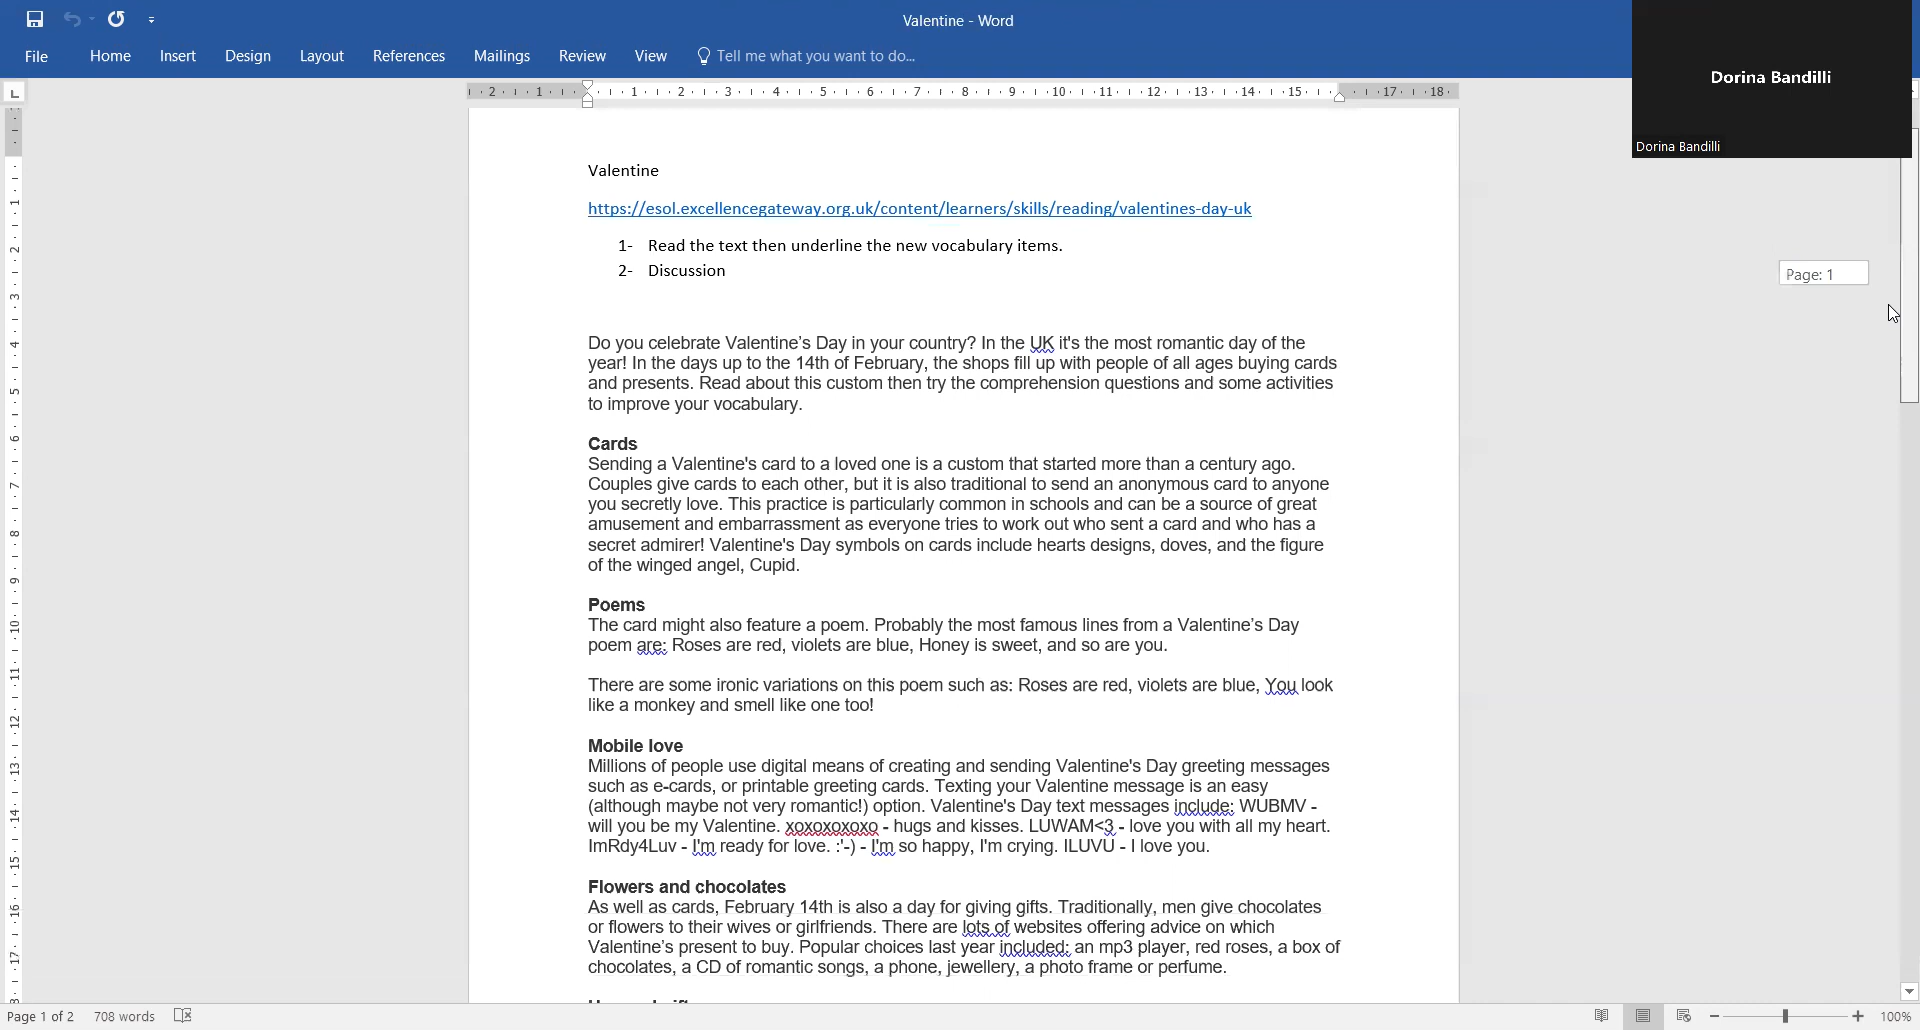 Valentine - Word
File Home Insert Design Layout References Mailings Review View Tell me what you want to do...
Dorina Bandilli
Dorina Bandilli
2 1 1 2 3 4 5 6 7 8 9 10 11 12 13 14 15 17 18
Valentine
https://esol.excellencegateway.org.uk/content/learners/skills/reading/valentines-day-uk
1- Read the text then underline the new vocabulary items.
2- Discussion
Page: 1
Do you celebrate Valentine’s Day in your country? In the UK it's the most romantic day of the
year! In the days up to the 14th of February, the shops fill up with people of all ages buying cards
and presents. Read about this custom then try the comprehension questions and some activities
to improve your vocabulary.
Cards
Sending a Valentine's card to a loved one is a custom that started more than a century ago.
Couples give cards to each other, but it is also traditional to send an anonymous card to anyone
you secretly love. This practice is particularly common in schools and can be a source of great
amusement and embarrassment as everyone tries to work out who sent a card and who has a
secret admirer! Valentine's Day symbols on cards include hearts designs, doves, and the figure
of the winged angel, Cupid.
Poems
The card might also feature a poem. Probably the most famous lines from a Valentine’s Day
poem are: Roses are red, violets are blue, Honey is sweet, and so are you.
There are some ironic variations on this poem such as: Roses are red, violets are blue, You look
like a monkey and smell like one too!
Mobile love
Millions of people use digital means of creating and sending Valentine's Day greeting messages
such as e-cards, or printable greeting cards. Texting your Valentine message is an easy
(although maybe not very romantic!) option. Valentine's Day text messages include: WUBMV -
will you be my Valentine. xoxoxoxoxo - hugs and kisses. LUWAM<3 - love you with all my heart.
ImRdy4Luv - I'm ready for love. :'-) - I'm so happy, I'm crying. ILUVU - I love you.
Flowers and chocolates
As well as cards, February 14th is also a day for giving gifts. Traditionally, men give chocolates
or flowers to their wives or girlfriends. There are lots of websites offering advice on which
Valentine’s present to buy. Popular choices last year included: an mp3 player, red roses, a box of
chocolates, a CD of romantic songs, a phone, jewellery, a photo frame or perfume.
Page 1 of 2 708 words 100%